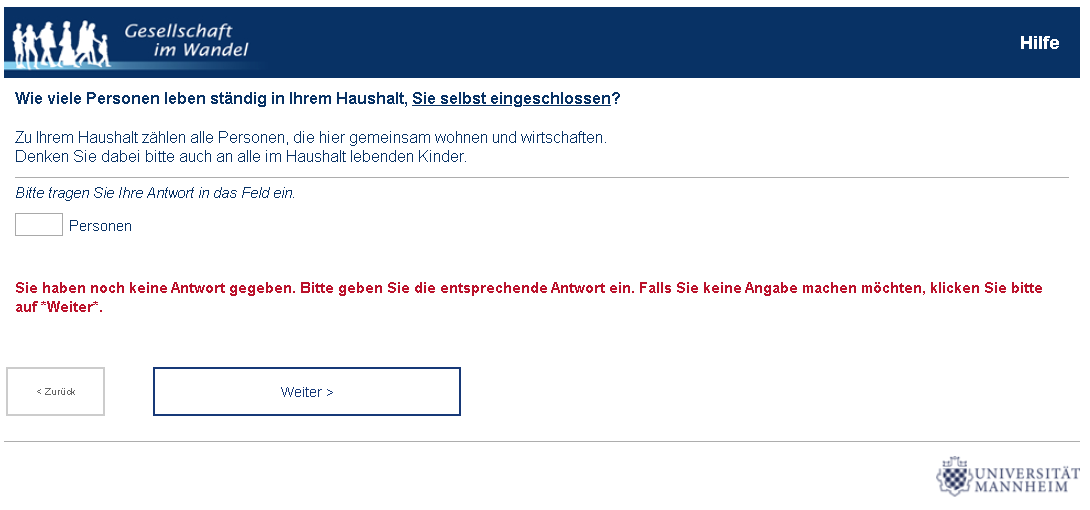 Gesellschaft
im Wandel
Hilfe
Wie viele Personen leben ständig in Ihrem Haushalt, Sie selbst eingeschlossen?
Zu Ihrem Haushalt zählen alle Personen, die hier gemeinsam wohnen und wirtschaften.
Denken Sie dabei bitte auch an alle im Haushalt lebenden Kinder.
Bitte tragen Sie Ihre Antwort in das Feld ein.
Personen
Sie haben noch keine Antwort gegeben. Bitte geben Sie die entsprechende Antwort ein. Falls Sie keine Angabe machen möchten, klicken Sie bitte
auf *Weiter*.
< Zurück
Weiter >
UNIVERSITÄT
MANNHEIM